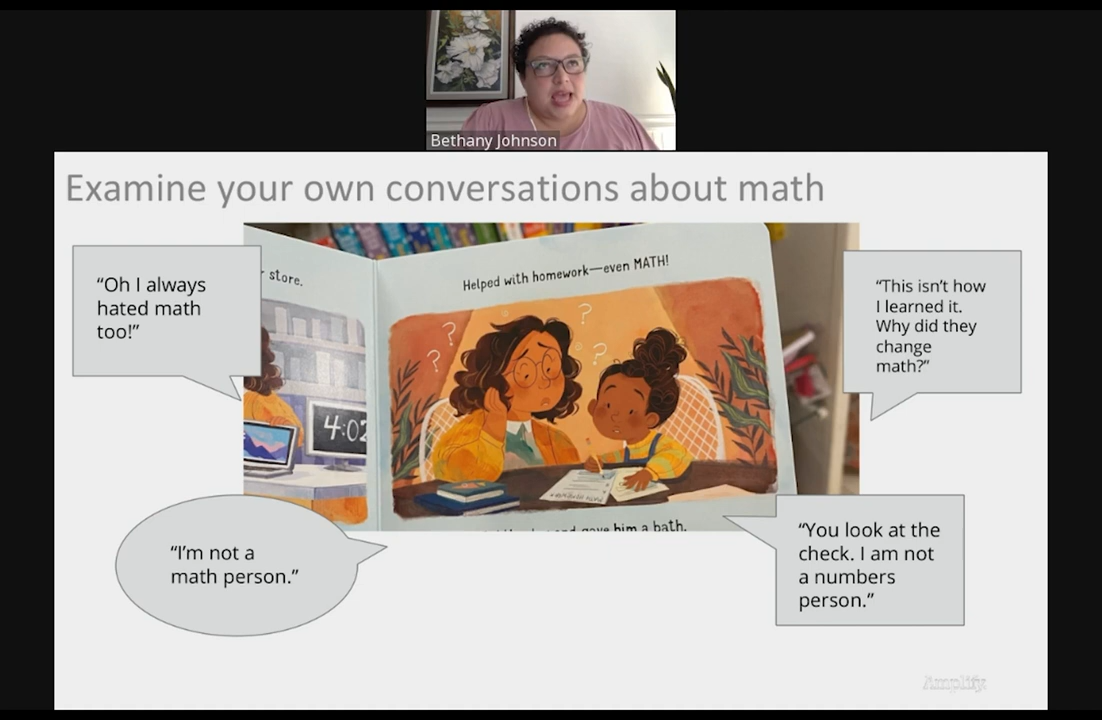 Bethany Johnson
Examine your own conversations about math
“Oh I always
hated math
too!”
store.
4:02
Helped with homework—even MATH!
and gave him a bath.
“This isn’t how
I learned it.
Why did they
change
math?”
“I’m not a
math person.”
“You look at the
check. I am not
a numbers
person.”
Amplify.